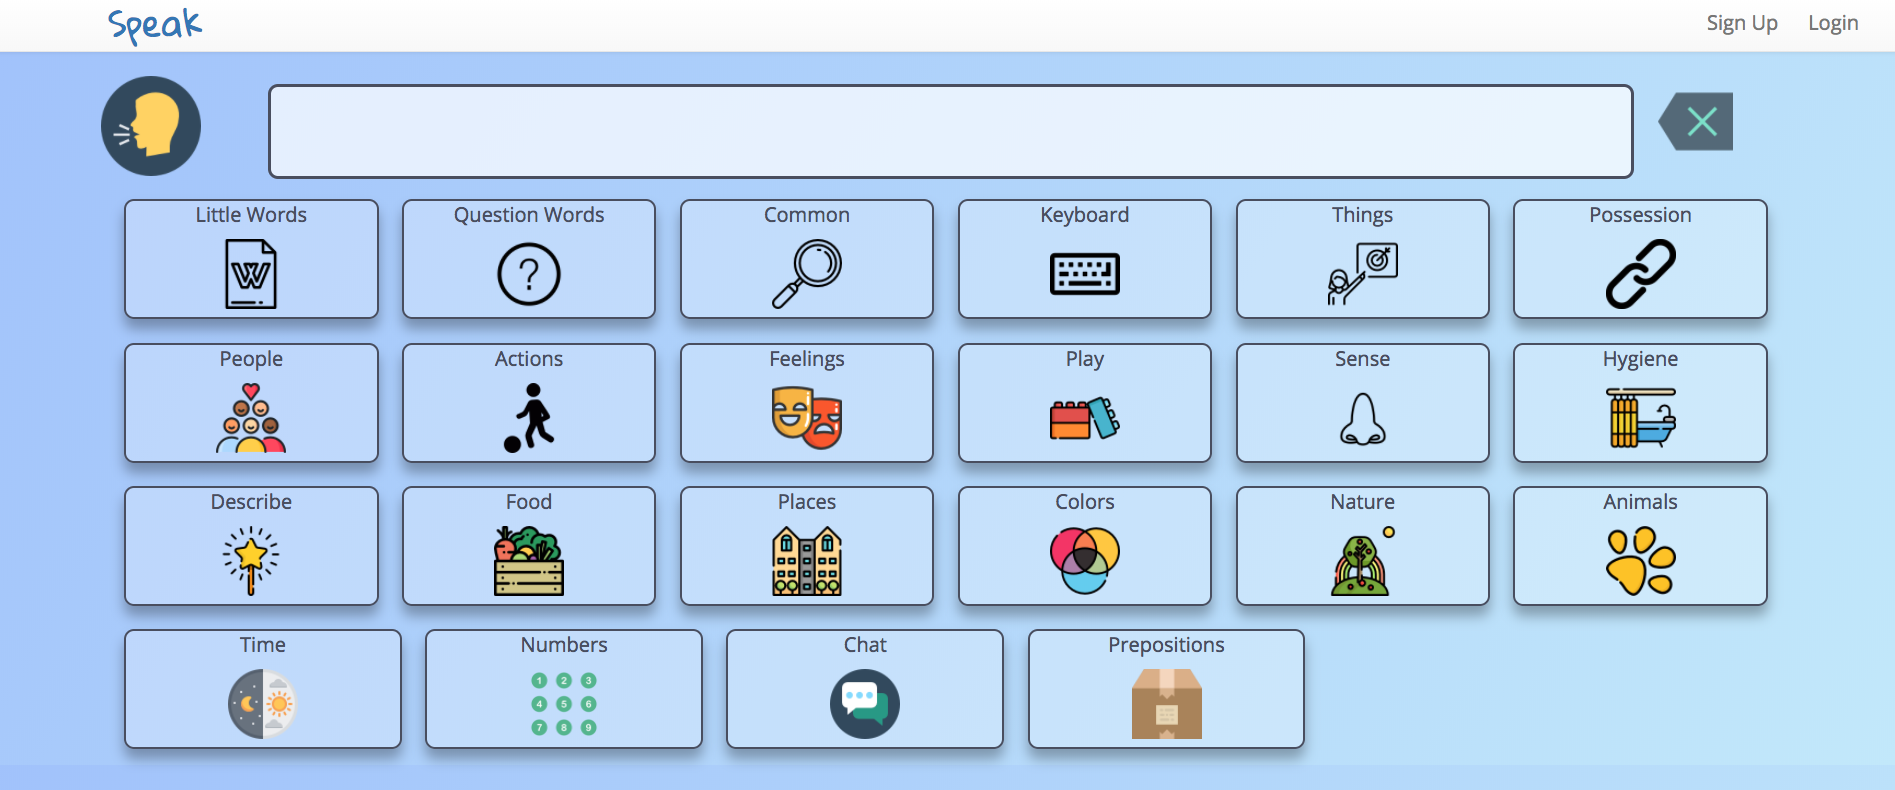 Speak
Sign Up Login
Little Words
Question Words
Common
Keyboard
Things
Possession
W
?
People
Actions
Feelings
Play
Sense
Hygiene
Describe
Food
Places
Colors
Nature
Animals
Time
Numbers
Chat
Prepositions
1 2 3
4 5 6
7 8 9